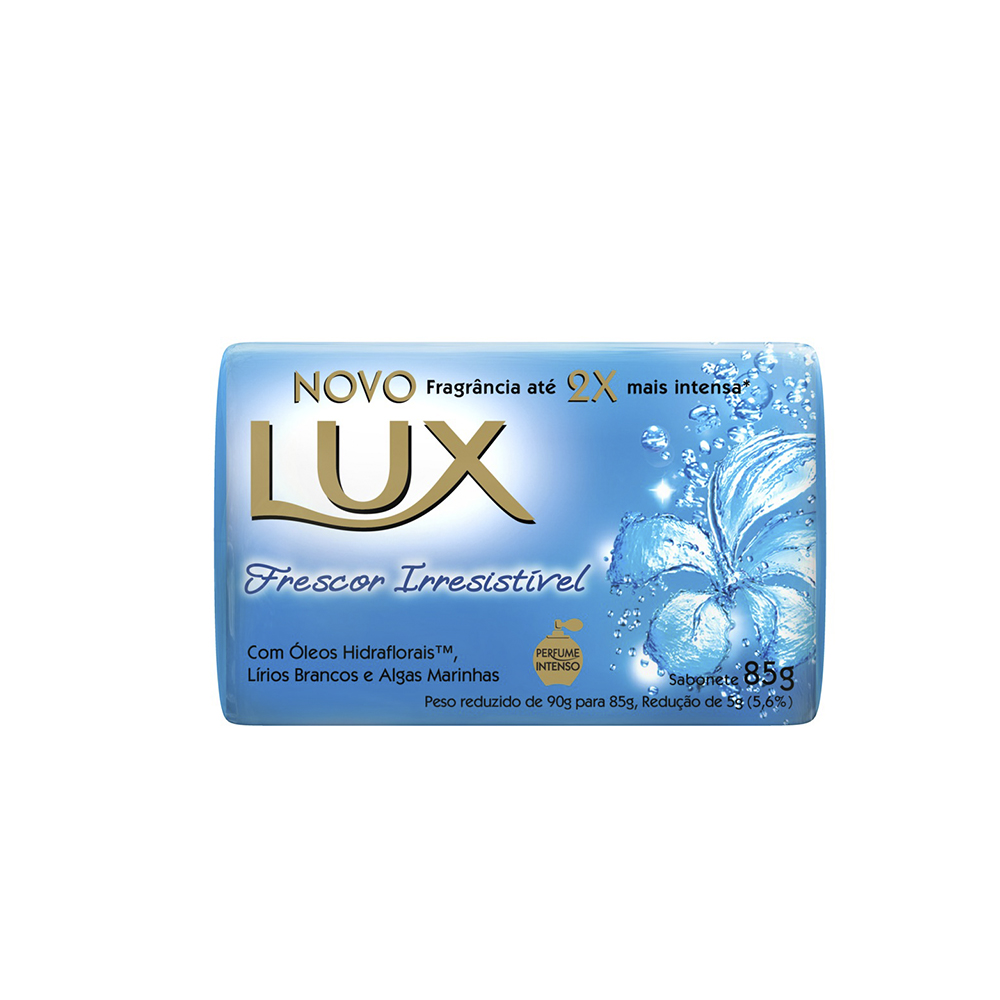 NOVO Fragrância até 2X mais intensa*
LUX
Frescor Irresistível
Com Óleos Hidraflorais™,
Lírios Brancos e Algas Marinhas
PERFUME
INTENSO
Sabonete 85g
Peso reduzido de 90g para 85g, Redução de 5g (5,6%)